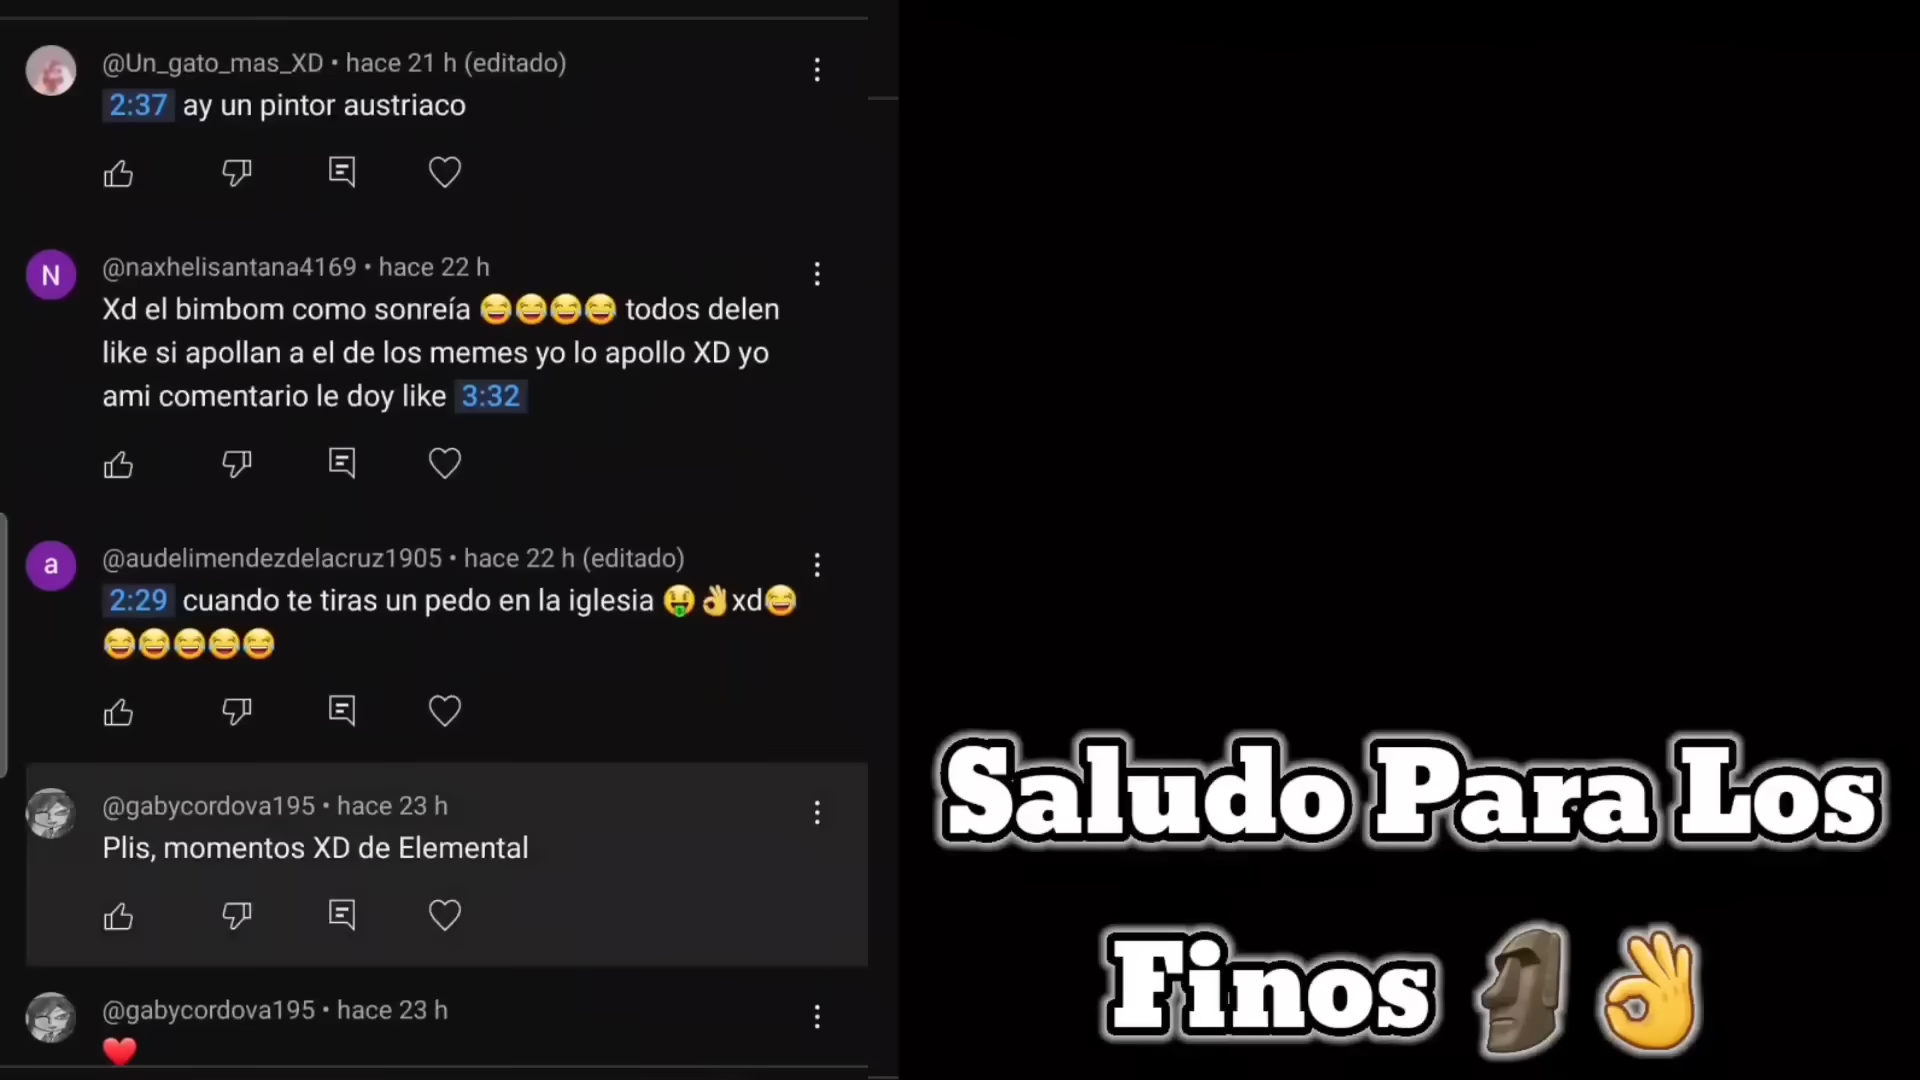 @Un_gato_mas_XD • hace 21 h (editado)
2:37 ay un pintor austriaco
@naxhelisantana4169 • hace 22 h
N
Xd el bimbom como sonreía 😂😂😂😂 todos delen
like si apollan a el de los memes yo lo apollo XD yo
ami comentario le doy like 3:32
@audelimendezdelacruz1905 • hace 22 h (editado)
a
2:29 cuando te tiras un pedo en la iglesia 🤑👌xd😂
😂😂😂😂😂
@gabycordova195 • hace 23 h
Plis, momentos XD de Elemental
@gabycordova195 • hace 23 h
❤️
Saludo Para Los
Finos 🗿👌